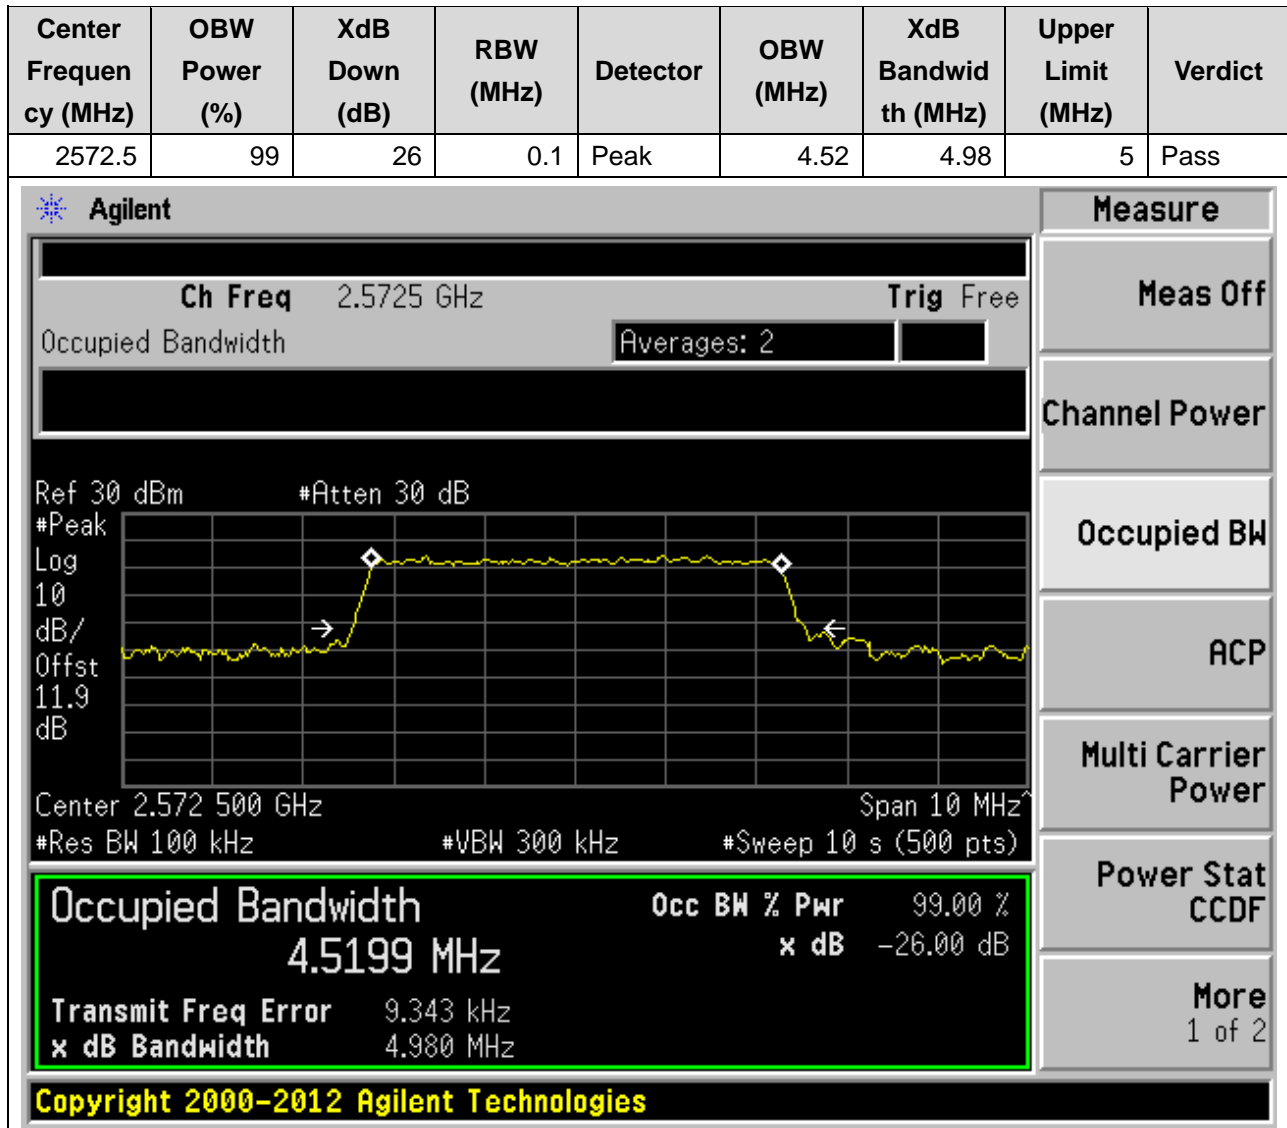 Center Frequen cy (MHz)
OBW Power (%)
XdB Down (dB)
RBW (MHz)
Detector
OBW (MHz)
XdB Bandwid th (MHz)
Upper Limit (MHz)
Verdict
2572.5 99 26 0.1 Peak 4.52 4.98 5 Pass
Agilent
Measure
Ch Freq 2.5725 GHz Trig Free
Occupied Bandwidth Averages: 2
Ref 30 dBm #Atten 30 dB
#Peak
Log
10
dB/
Offst
11.9
dB
Center 2.572 500 GHz Span 10 MHz^
#Res BW 100 kHz #VBW 300 kHz #Sweep 10 s (500 pts)
Occupied Bandwidth Occ BW % Pwr 99.00 %
4.5199 MHz x dB -26.00 dB
Transmit Freq Error 9.343 kHz
x dB Bandwidth 4.980 MHz
Copyright 2000-2012 Agilent Technologies
Meas Off
Channel Power
Occupied BW
ACP
Multi Carrier
Power
Power Stat
CCDF
More
1 of 2